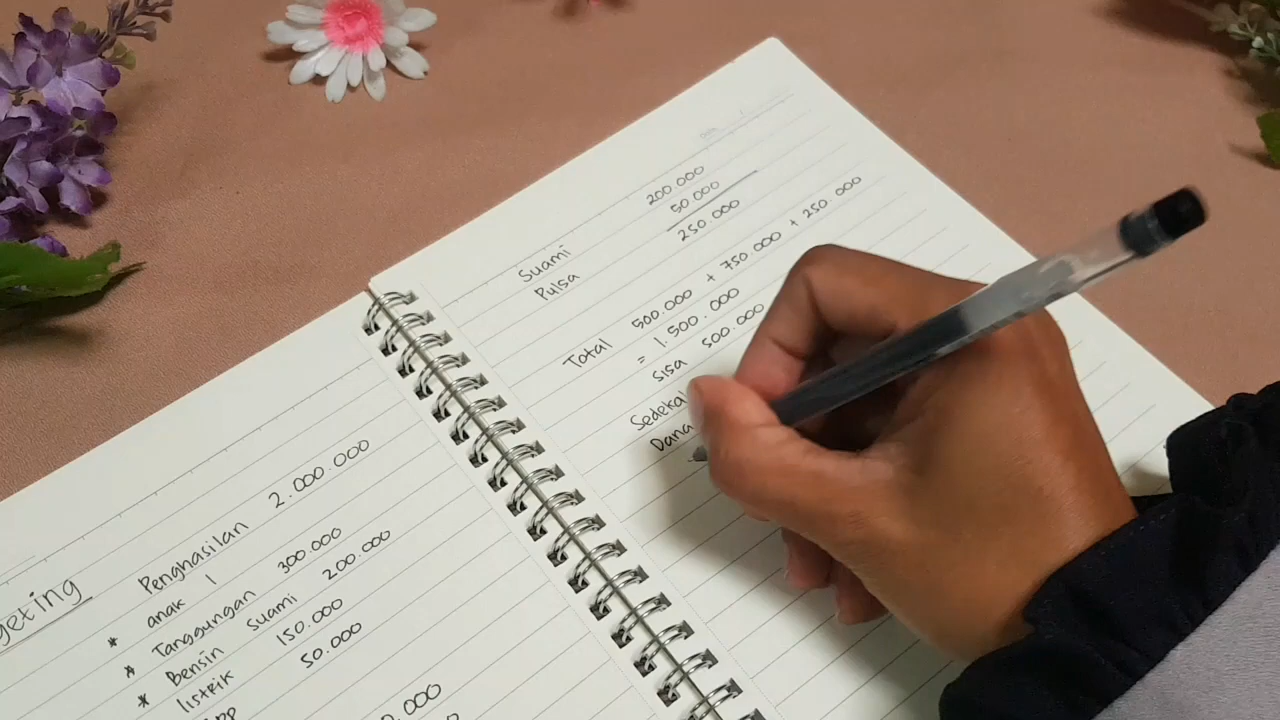 geting
Penghasilan 2.000.000
* anak 1
* Tanggungan 300.000
* Bensin suami 200.000
listrik 150.000
50.000
0.000
Suami 200.000
Pulsa 50.000
250.000
Total 500.000 + 750.000 + 250.000
= 1.500.000
sisa 500.000
Sedekah
Dana